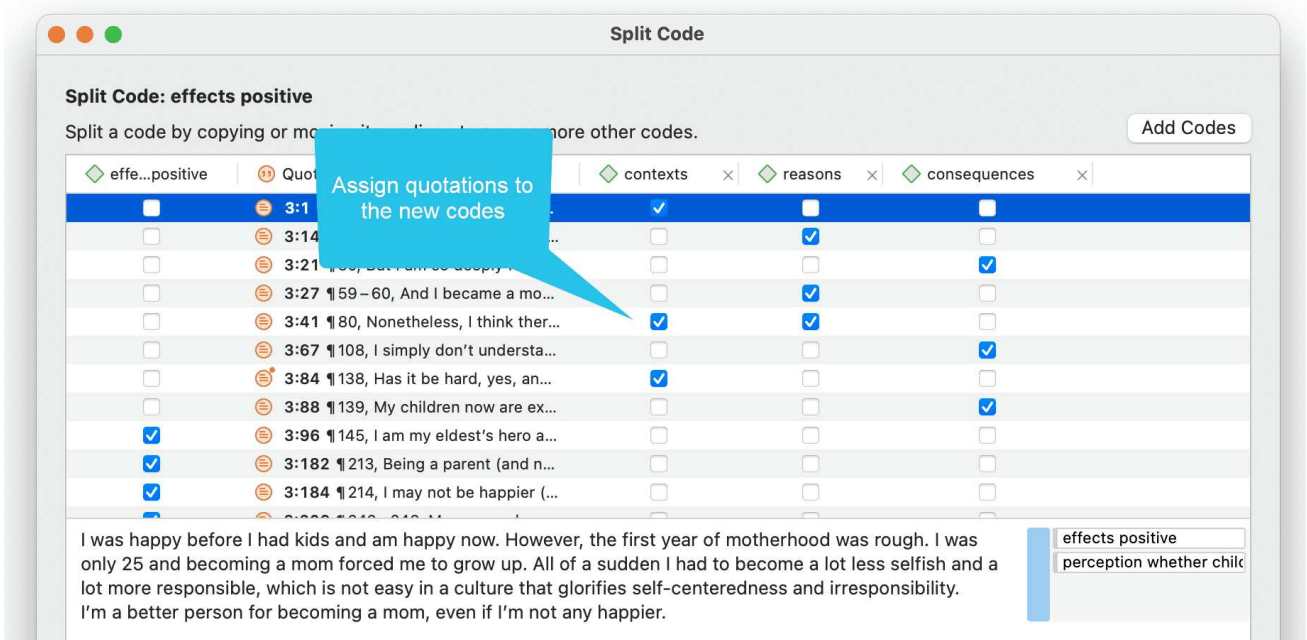 Split Code
Split Code: effects positive
Split a code by copying or more other codes.
Add Codes
effe...positive Quot contexts × reasons × consequences ×
Assign quotations to
the new codes
3:1
3:14 ...
3:21
3:27 ¶ 59 – 60, And I became a mo...
3:41 ¶ 80, Nonetheless, I think ther...
3:67 ¶ 108, I simply don’t understa...
3:84 ¶ 138, Has it be hard, yes, an...
3:88 ¶ 139, My children now are ex...
3:96 ¶ 145, I am my eldest’s hero a...
3:182 ¶ 213, Being a parent (and n...
3:184 ¶ 214, I may not be happier (...
I was happy before I had kids and am happy now. However, the first year of motherhood was rough. I was
only 25 and becoming a mom forced me to grow up. All of a sudden I had to become a lot less selfish and a
lot more responsible, which is not easy in a culture that glorifies self-centeredness and irresponsibility.
I’m a better person for becoming a mom, even if I’m not any happier.
effects positive
perception whether child